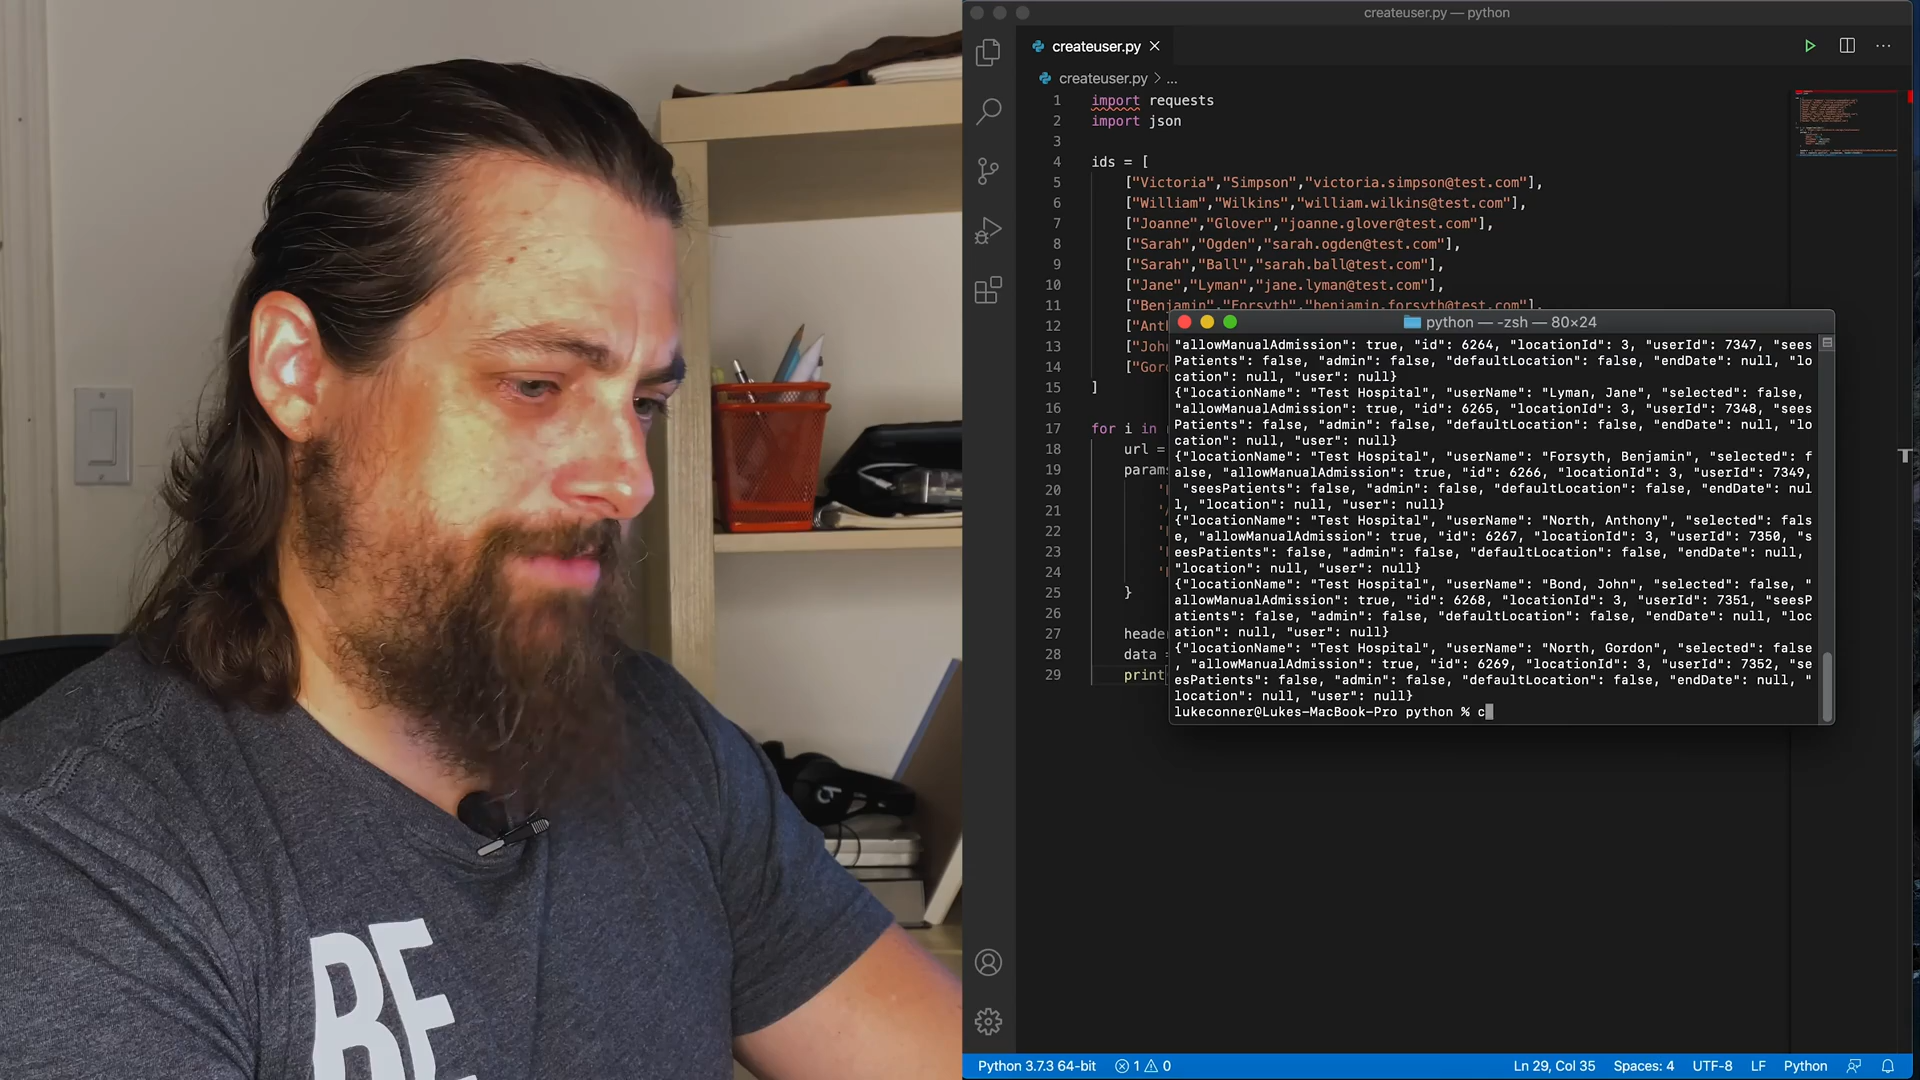 BE
createuser.py — python
createuser.py
createuser.py > ...
1 import requests
2 import json
3
4 ids = [
5 ["Victoria","Simpson","victoria.simpson@test.com"],
6 ["William","Wilkins","william.wilkins@test.com"],
7 ["Joanne","Glover","joanne.glover@test.com"],
8 ["Sarah","Ogden","sarah.ogden@test.com"],
9 ["Sarah","Ball","sarah.ball@test.com"],
10 ["Jane","Lyman","jane.lyman@test.com"],
11 ["Benjamin","Forsyth","benjamin.forsyth@test.com"],
12 ["Ant
13 ["John
14 ["Gor
15 ]
16
17 for i in
18 url =
19 params
20
21
22
23
24
25 }
26
27 heade
28 data =
29 print
python — -zsh — 80×24
"allowManualAdmission": true, "id": 6264, "locationId": 3, "userId": 7347, "sees
Patients": false, "admin": false, "defaultLocation": false, "endDate": null, "lo
cation": null, "user": null}
{"locationName": "Test Hospital", "userName": "Lyman, Jane", "selected": false,
"allowManualAdmission": true, "id": 6265, "locationId": 3, "userId": 7348, "sees
Patients": false, "admin": false, "defaultLocation": false, "endDate": null, "lo
cation": null, "user": null}
{"locationName": "Test Hospital", "userName": "Forsyth, Benjamin", "selected": f
alse, "allowManualAdmission": true, "id": 6266, "locationId": 3, "userId": 7349,
"seesPatients": false, "admin": false, "defaultLocation": false, "endDate": nul
l, "location": null, "user": null}
{"locationName": "Test Hospital", "userName": "North, Anthony", "selected": fals
e, "allowManualAdmission": true, "id": 6267, "locationId": 3, "userId": 7350, "s
eesPatients": false, "admin": false, "defaultLocation": false, "endDate": null,
"location": null, "user": null}
{"locationName": "Test Hospital", "userName": "Bond, John", "selected": false, "
allowManualAdmission": true, "id": 6268, "locationId": 3, "userId": 7351, "seesP
atients": false, "admin": false, "defaultLocation": false, "endDate": null, "loc
ation": null, "user": null}
{"locationName": "Test Hospital", "userName": "North, Gordon", "selected": false
, "allowManualAdmission": true, "id": 6269, "locationId": 3, "userId": 7352, "se
esPatients": false, "admin": false, "defaultLocation": false, "endDate": null, "
location": null, "user": null}
lukeconner@Lukes-MacBook-Pro python % c
Python 3.7.3 64-bit 1 0 Ln 29, Col 35 Spaces: 4 UTF-8 LF Python